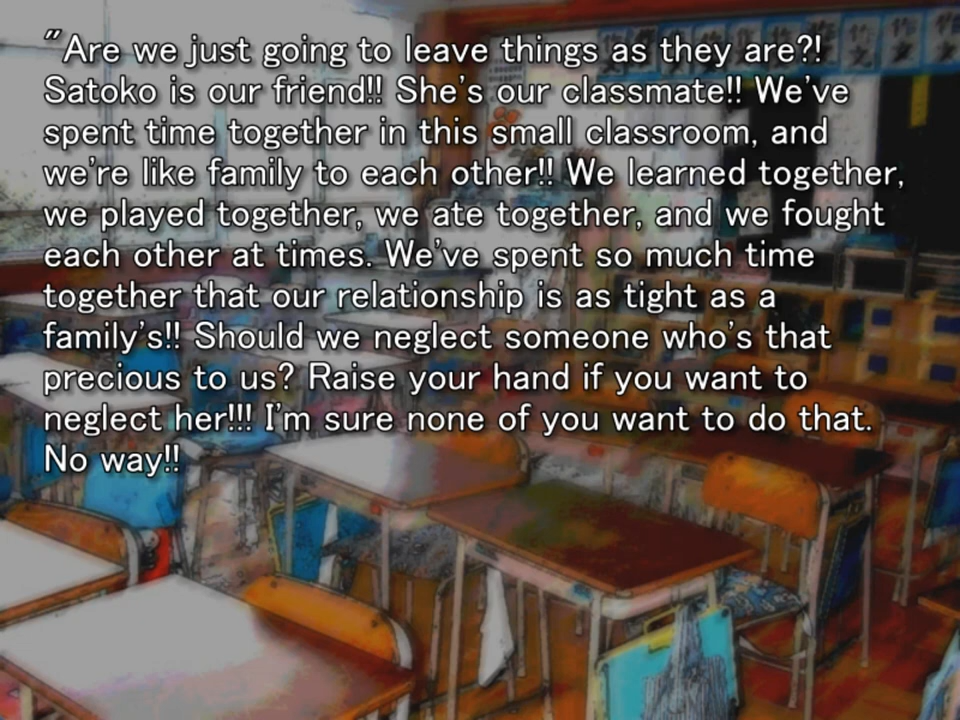 "Are we just going to leave things as they are?!
Satoko is our friend!! She's our classmate!! We've
spent time together in this small classroom, and
we're like family to each other!! We learned together,
we played together, we ate together, and we fought
each other at times. We've spent so much time
together that our relationship is as tight as a
family's!! Should we neglect someone who's that
precious to us? Raise your hand if you want to
neglect her!!! I'm sure none of you want to do that.
No way!!